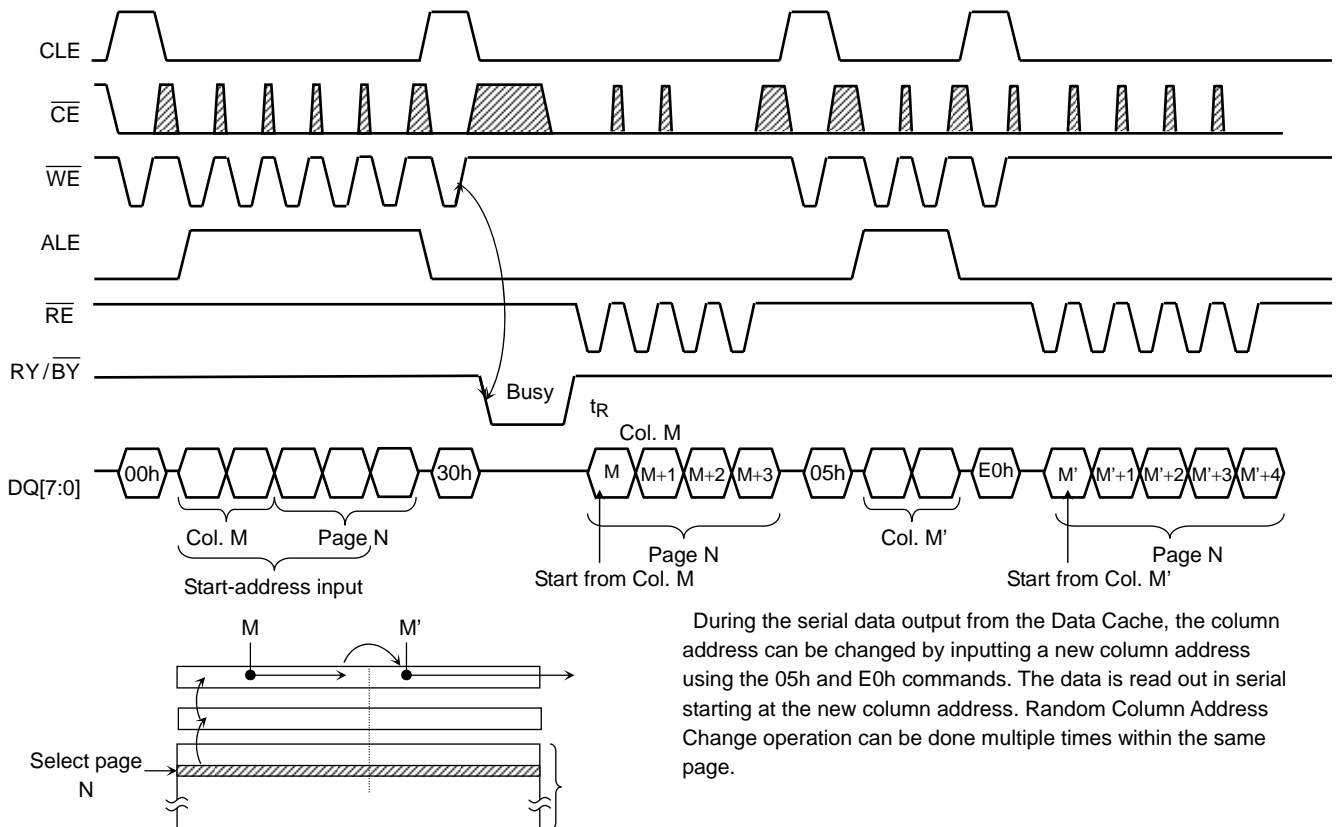 CLE
CE
WE
ALE
RE
RY/BY
Busy
tR
Col. M
DQ[7:0]
00h
30h
M
M+1
M+2
M+3
05h
E0h
M'
M'+1
M'+2
M'+3
M'+4
Col. M
Page N
Start-address input
Page N
Start from Col. M
Col. M'
Page N
Start from Col. M'
M
M'
Select page
N
During the serial data output from the Data Cache, the column
address can be changed by inputting a new column address
using the 05h and E0h commands. The data is read out in serial
starting at the new column address. Random Column Address
Change operation can be done multiple times within the same
page.